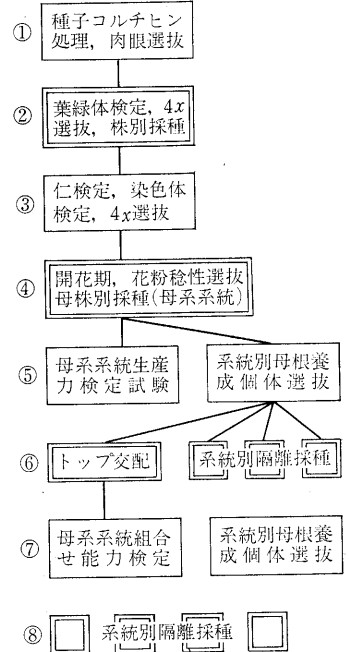 ① 種子コルチヒン
処理，肉眼選抜
② 葉緑体検定，4x
選抜，株別採種
③ 仁検定，染色体
検定，4x選抜
④ 開花期，花粉稔性選抜
母株別採種(母系系統)
⑤ 母系系統生産
力検定試験
系統別母根養
成個体選抜
⑥ トップ交配
系統別隔離採種
⑦ 母系系統組合
せ能力検定
系統別母根養
成個体選抜
⑧ 系統別隔離採種